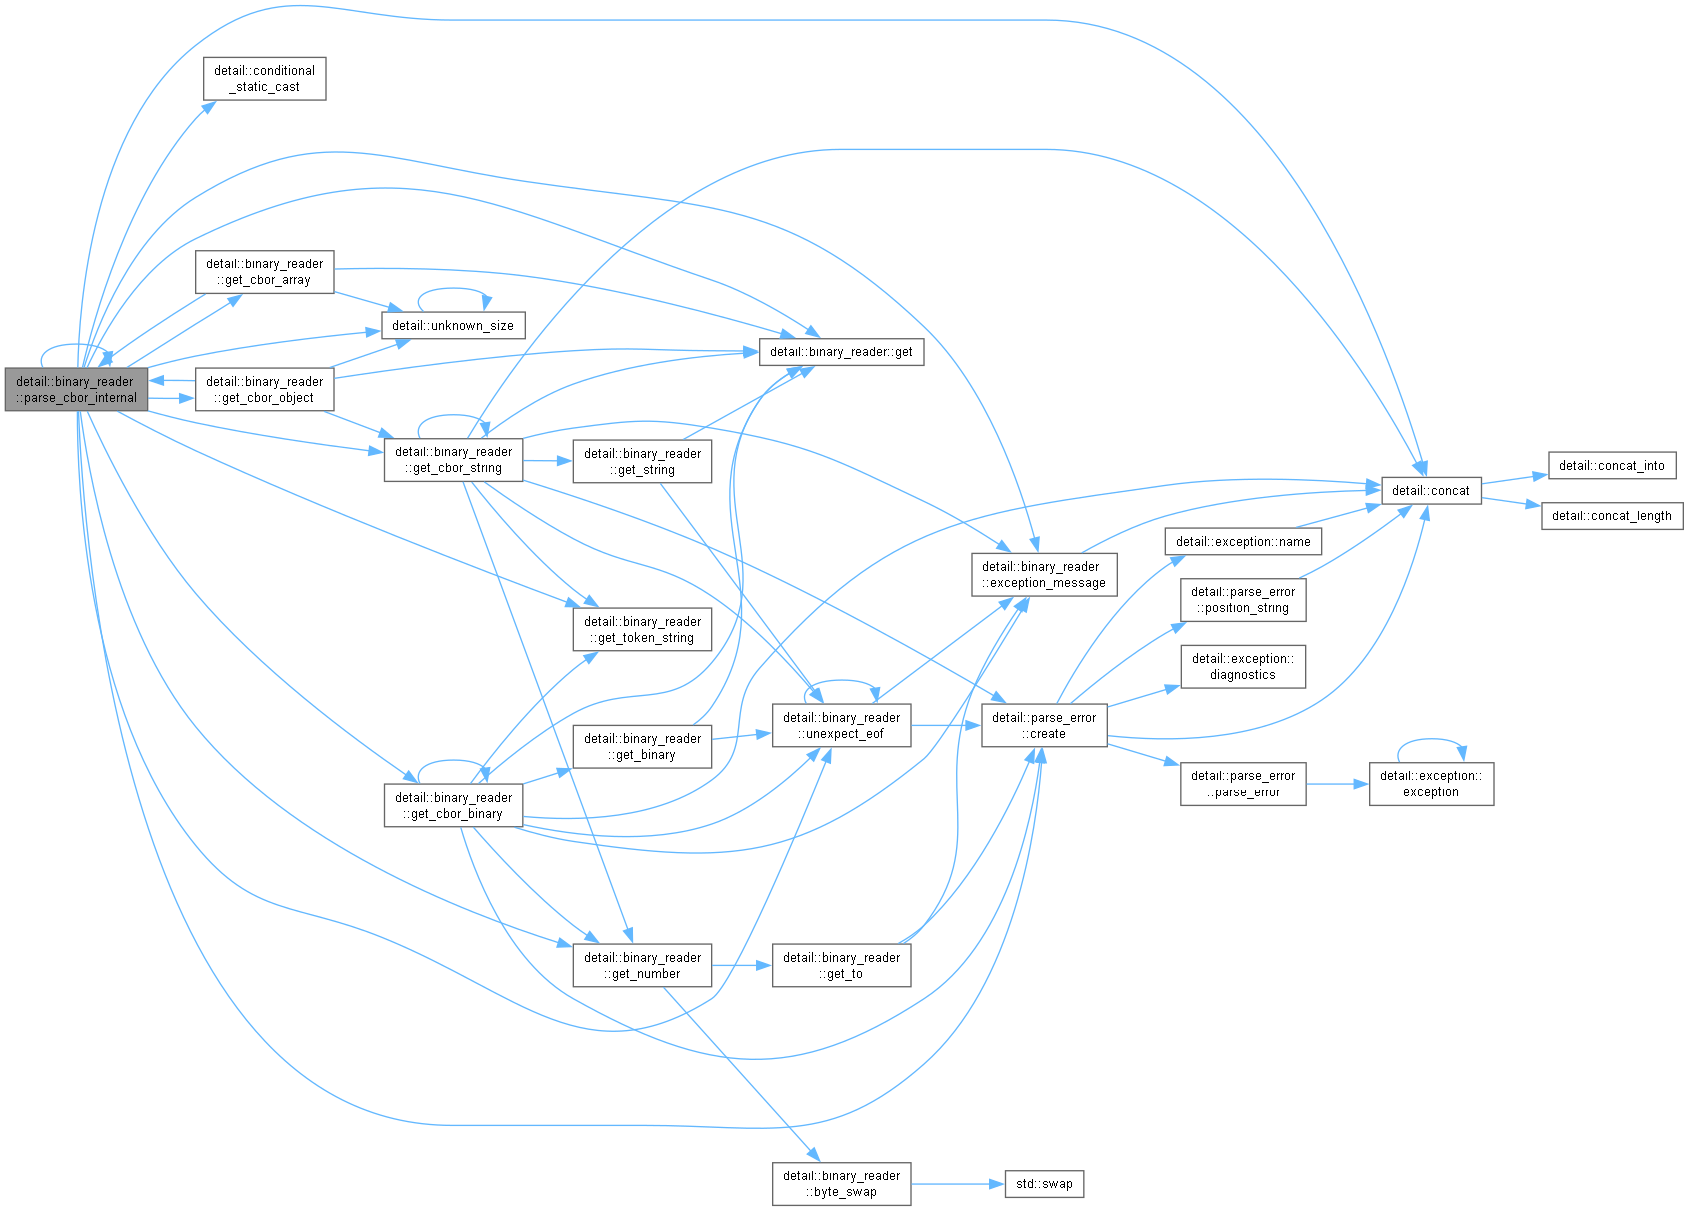 detail::conditional
_static_cast
detail::binary_reader
::get_cbor_array
detail::unknown_size
detail::binary_reader::get
detail::binary_reader
::parse_cbor_internal
detail::binary_reader
::get_cbor_object
detail::binary_reader
::get_cbor_string
detail::binary_reader
::get_string
detail::concat_into
detail::concat
detail::concat_length
detail::exception::name
detail::binary_reader
::exception_message
detail::parse_error
::position_string
detail::binary_reader
::get_token_string
detail::exception::
diagnostics
detail::binary_reader
::unexpect_eof
detail::parse_error
::create
detail::binary_reader
::get_binary
detail::parse_error
::parse_error
detail::exception::
exception
detail::binary_reader
::get_cbor_binary
detail::binary_reader
::get_number
detail::binary_reader
::get_to
detail::binary_reader
::byte_swap
std::swap